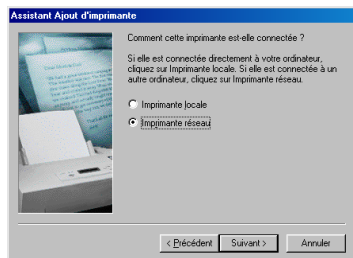 Assistant Ajout d'imprimante
Comment cette imprimante est-elle connectée ?
Si elle est connectée directement à votre ordinateur,
cliquez sur Imprimante locale. Si elle est connectée à un
autre ordinateur, cliquez sur Imprimante réseau.
Imprimante locale
Imprimante réseau
< Précédent
Suivant >
Annuler